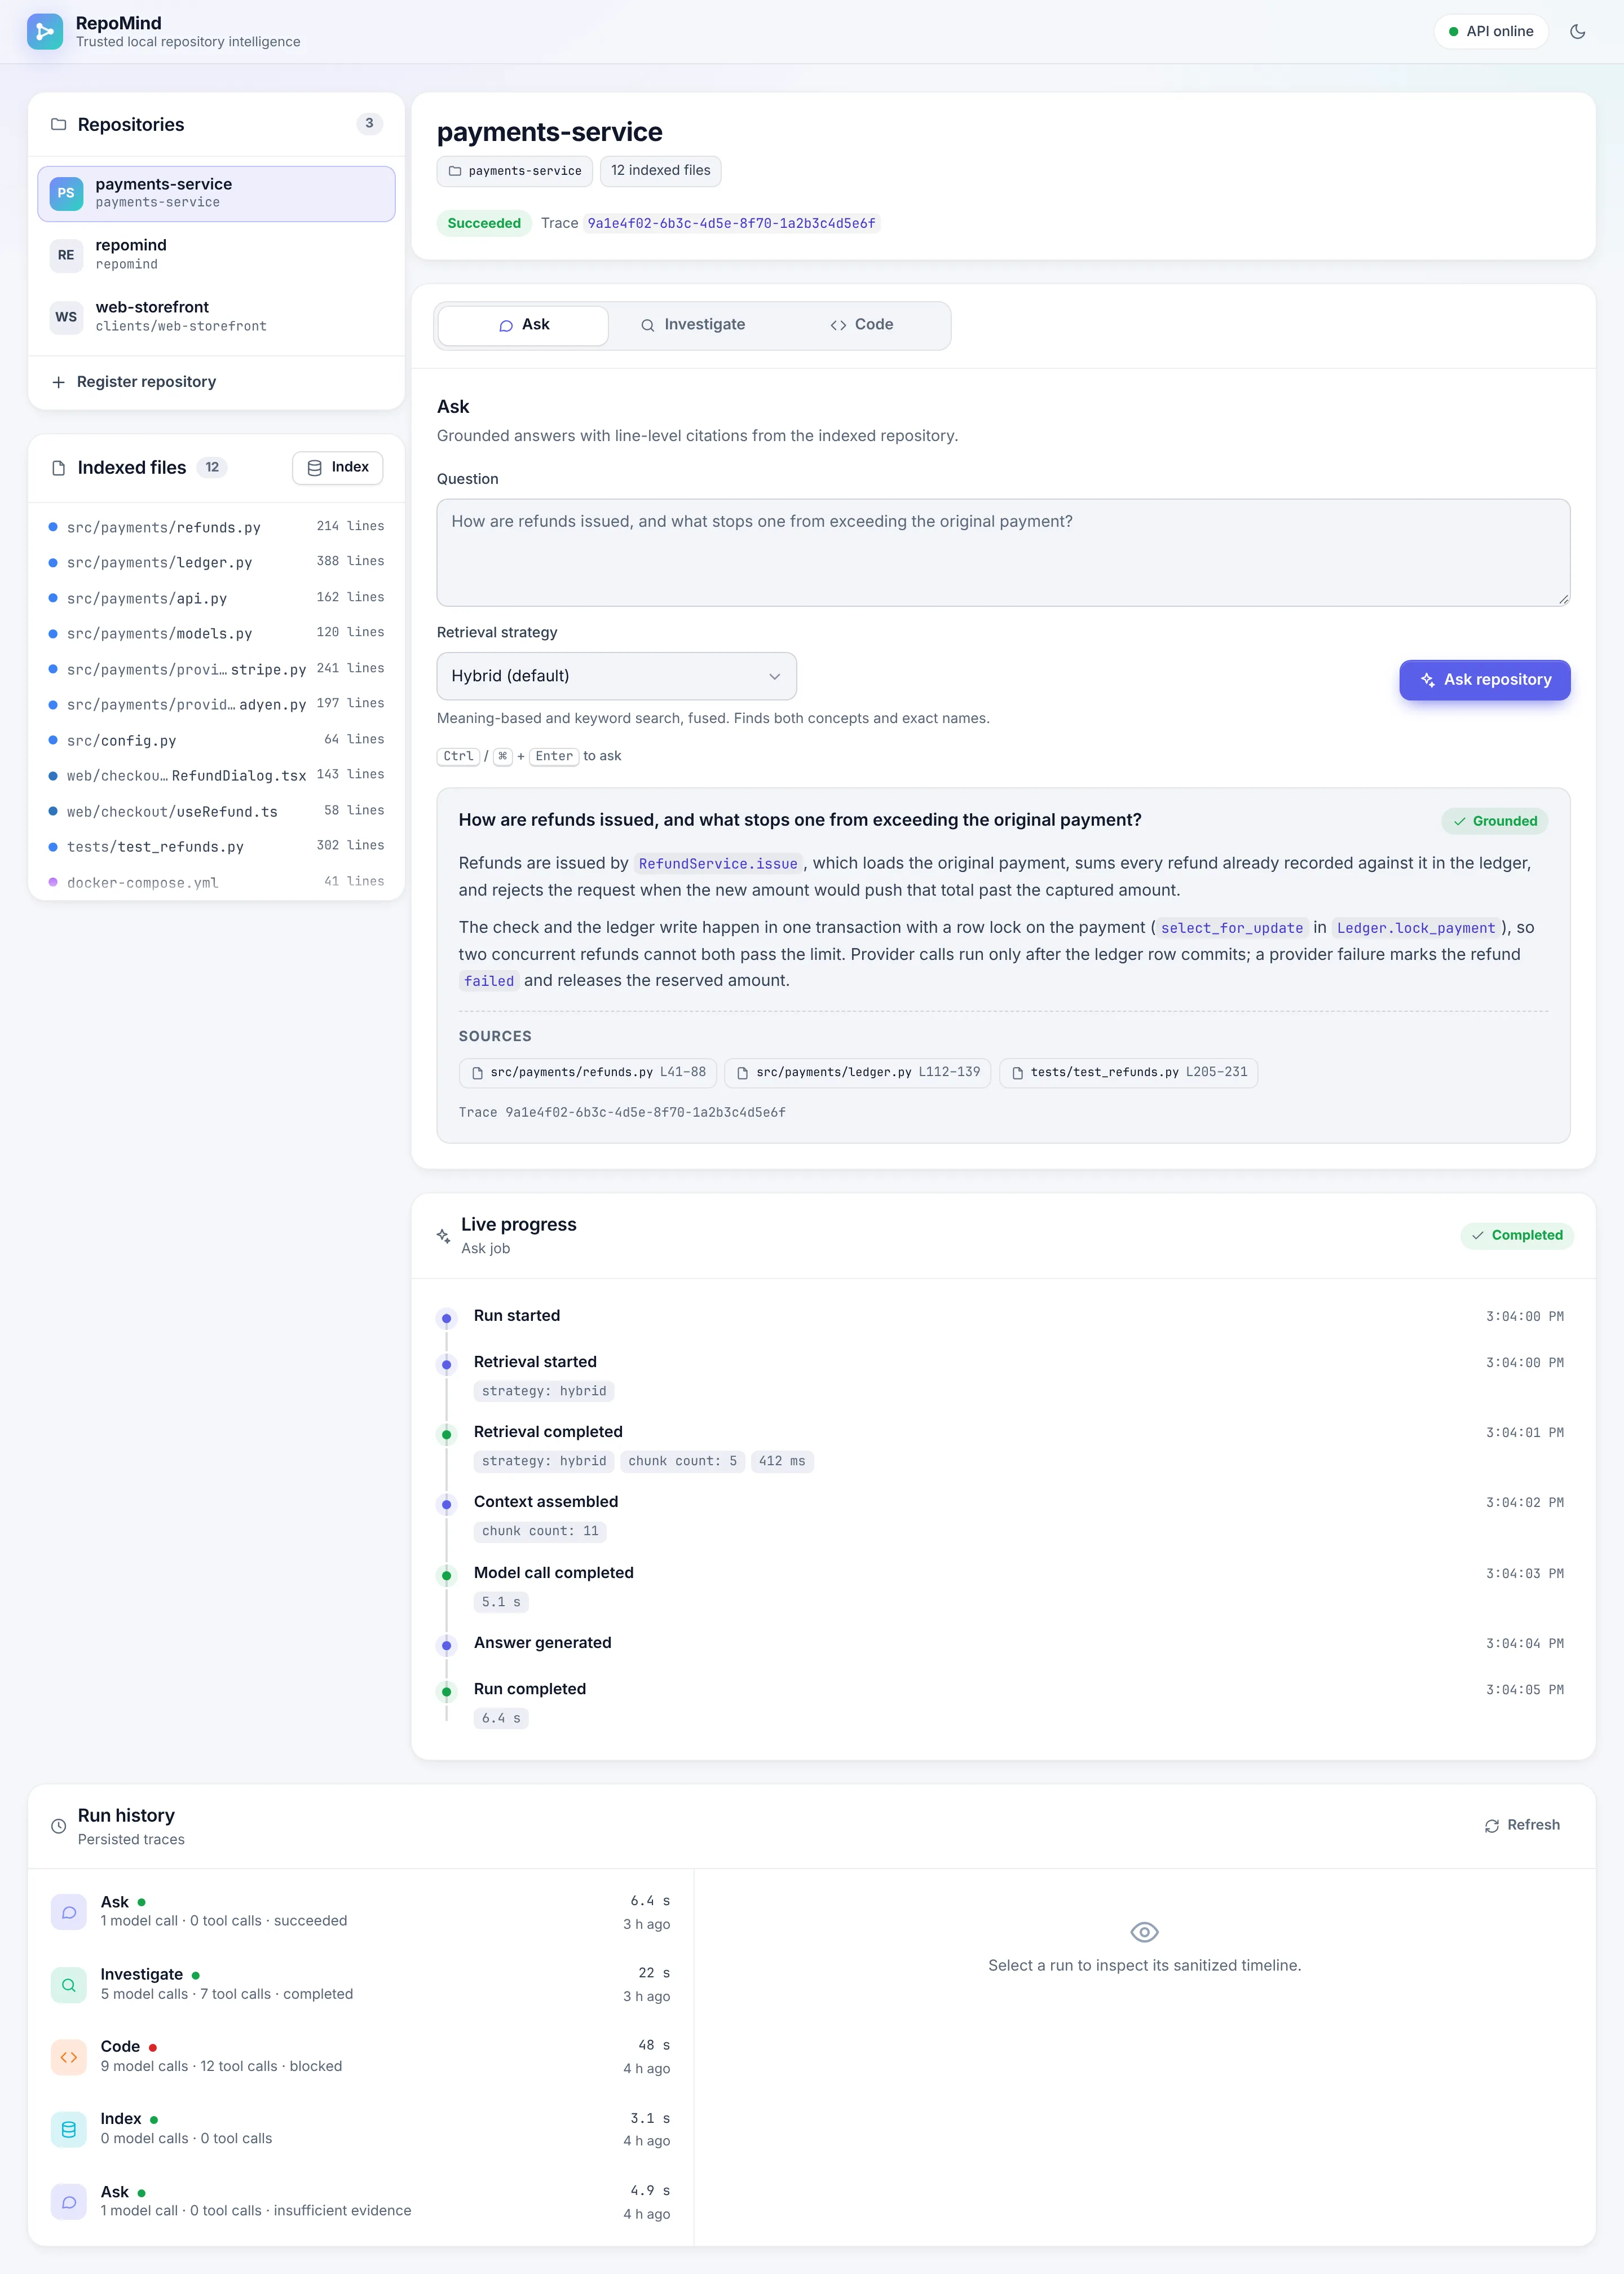 RepoMind
Trusted local repository intelligence
API online
Repositories
3
PS
payments-service
payments-service
RE
repomind
repomind
WS
web-storefront
clients/web-storefront
Register repository
Indexed files
12
Index
src/payments/refunds.py 214 lines
src/payments/ledger.py 388 lines
src/payments/api.py 162 lines
src/payments/models.py 120 lines
src/payments/provi… stripe.py 241 lines
src/payments/provid… adyen.py 197 lines
src/config.py 64 lines
web/checkou… RefundDialog.tsx 143 lines
web/checkout/useRefund.ts 58 lines
tests/test_refunds.py 302 lines
docker-compose.yml 41 lines
payments-service
payments-service
12 indexed files
Succeeded Trace 9a1e4f02-6b3c-4d5e-8f70-1a2b3c4d5e6f
Ask
Investigate
Code
Ask
Grounded answers with line-level citations from the indexed repository.
Question
How are refunds issued, and what stops one from exceeding the original payment?
Retrieval strategy
Hybrid (default)
Ask repository
Meaning-based and keyword search, fused. Finds both concepts and exact names.
Ctrl / ⌘ + Enter to ask
How are refunds issued, and what stops one from exceeding the original payment?
Grounded
Refunds are issued by RefundService.issue, which loads the original payment, sums every refund already recorded against it in the ledger,
and rejects the request when the new amount would push that total past the captured amount.
The check and the ledger write happen in one transaction with a row lock on the payment (select_for_update in Ledger.lock_payment), so
two concurrent refunds cannot both pass the limit. Provider calls run only after the ledger row commits; a provider failure marks the refund
failed and releases the reserved amount.
SOURCES
src/payments/refunds.py L41–88
src/payments/ledger.py L112–139
tests/test_refunds.py L205–231
Trace 9a1e4f02-6b3c-4d5e-8f70-1a2b3c4d5e6f
Live progress
Ask job
Completed
Run started 3:04:00 PM
Retrieval started 3:04:00 PM
strategy: hybrid
Retrieval completed 3:04:01 PM
strategy: hybrid chunk count: 5 412 ms
Context assembled 3:04:02 PM
chunk count: 11
Model call completed 3:04:03 PM
5.1 s
Answer generated 3:04:04 PM
Run completed 3:04:05 PM
6.4 s
Run history
Persisted traces
Refresh
Ask 6.4 s
1 model call · 0 tool calls · succeeded 3 h ago
Investigate 22 s
5 model calls · 7 tool calls · completed 3 h ago
Code 48 s
9 model calls · 12 tool calls · blocked 4 h ago
Index 3.1 s
0 model calls · 0 tool calls 4 h ago
Ask 4.9 s
1 model call · 0 tool calls · insufficient evidence 4 h ago
Select a run to inspect its sanitized timeline.